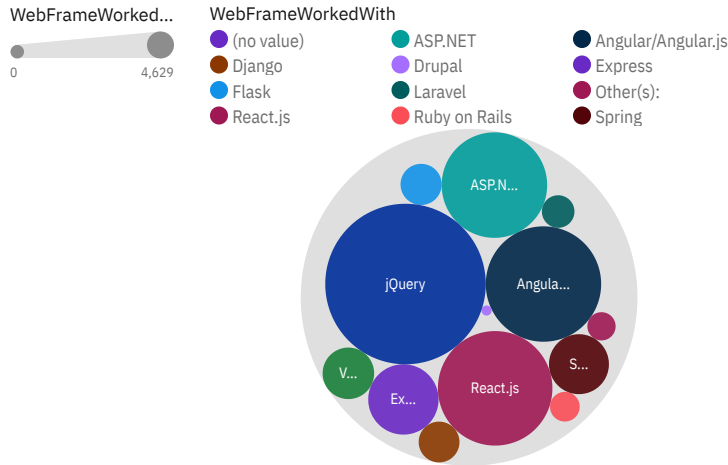 WebFrameWorked...
0
4,629
WebFrameWorkedWith
(no value)
ASP.NET
Angular/Angular.js
Django
Drupal
Express
Flask
Laravel
Other(s):
React.js
Ruby on Rails
Spring
ASP.N...
jQuery
Angula...
V...
Ex...
React.js
S...